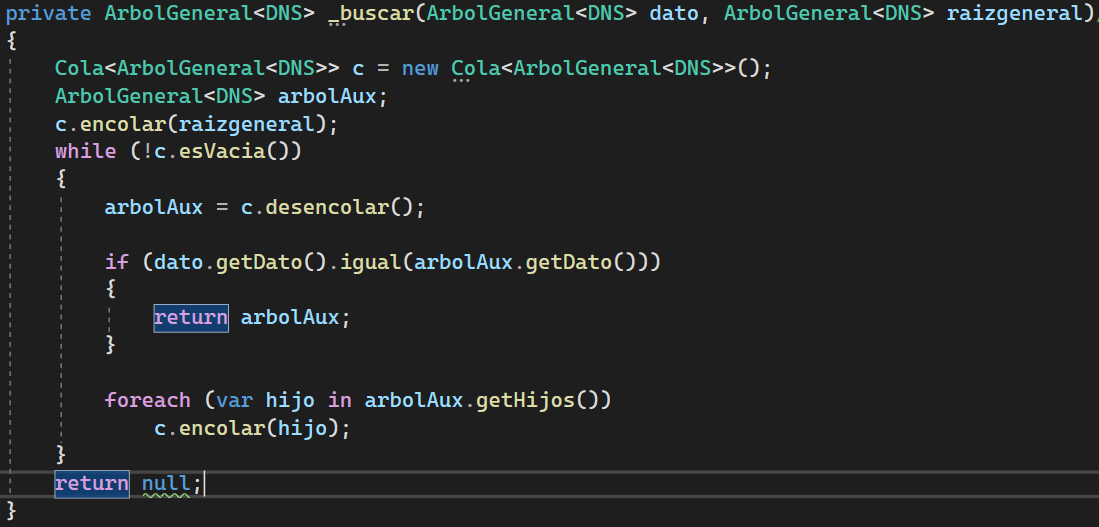 private ArbolGeneral<DNS> _buscar(ArbolGeneral<DNS> dato, ArbolGeneral<DNS> raizgeneral)
{
    Cola<ArbolGeneral<DNS>> c = new Cola<ArbolGeneral<DNS>>();
    ArbolGeneral<DNS> arbolAux;
    c.encolar(raizgeneral);
    while (!c.esVacia())
    {
        arbolAux = c.desencolar();
        if (dato.getDato().igual(arbolAux.getDato()))
        {
            return arbolAux;
        }
        foreach (var hijo in arbolAux.getHijos())
            c.encolar(hijo);
    }
    return null;
}